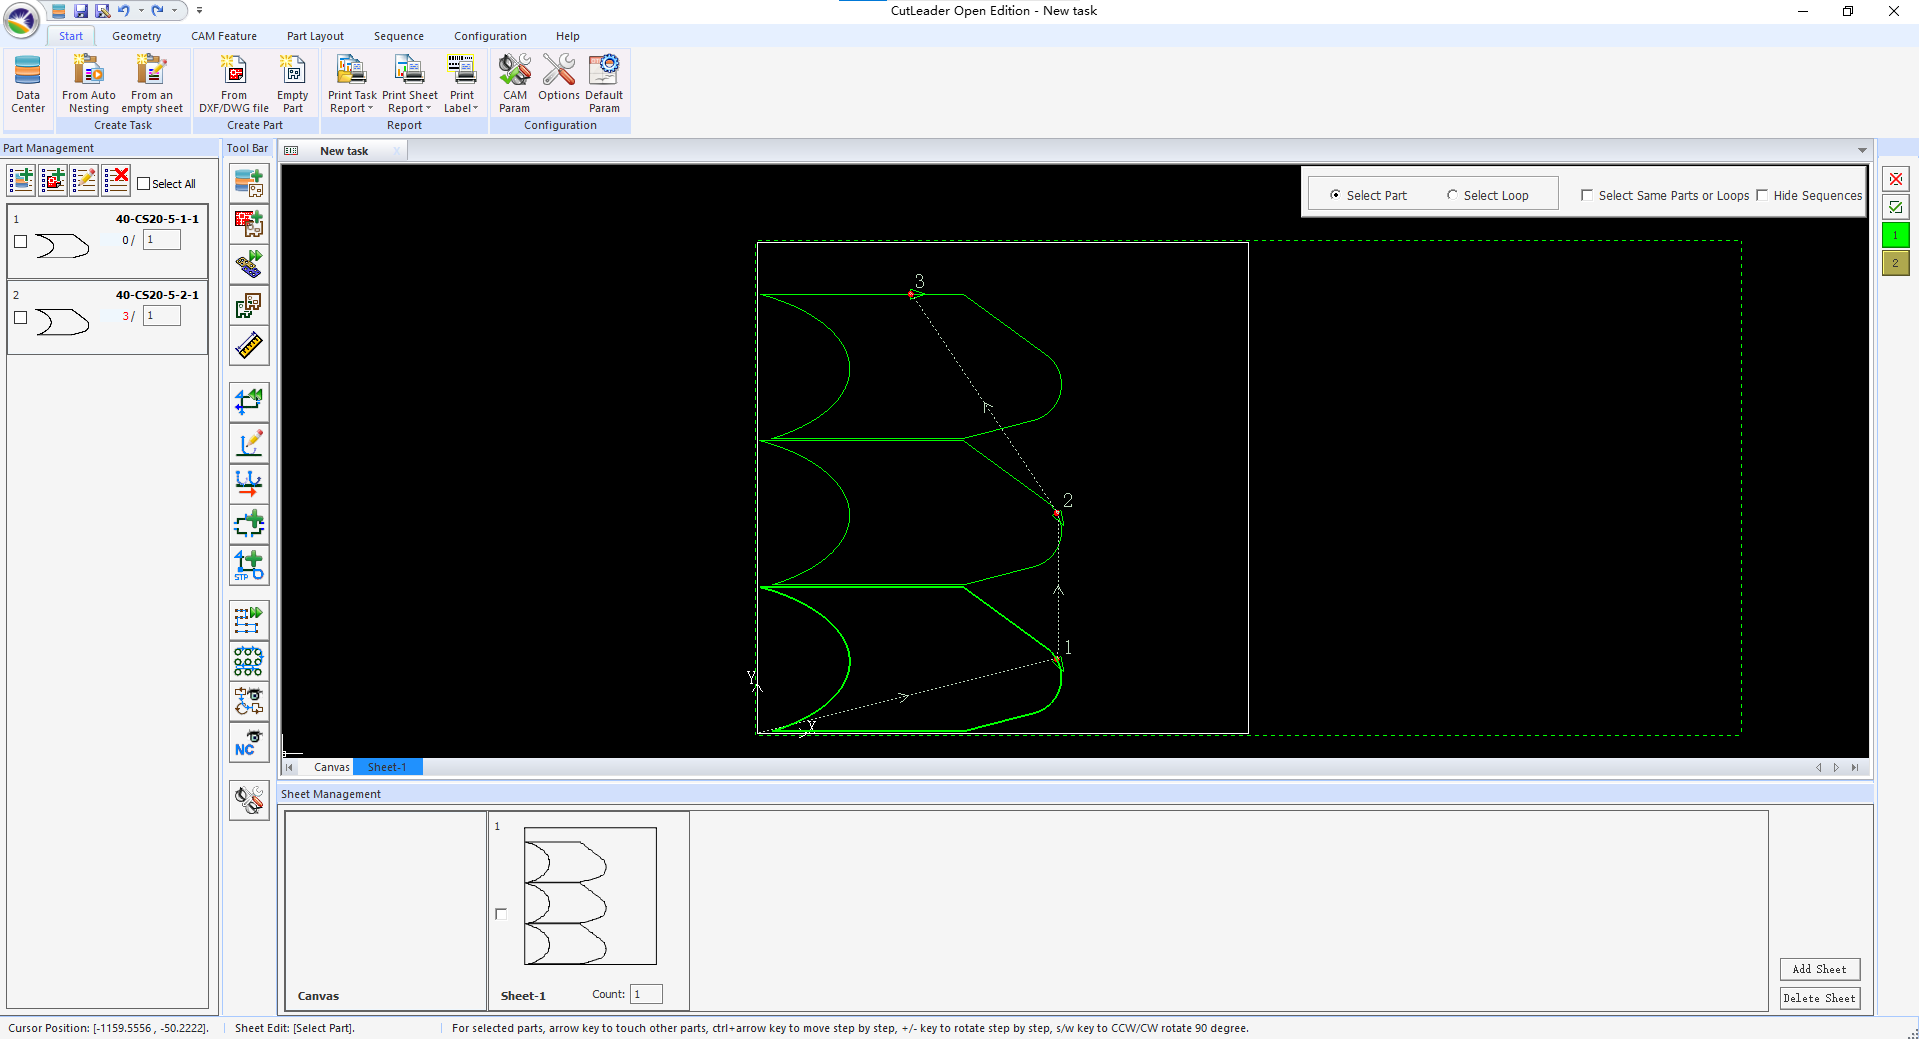 CutLeader Open Edition - New task
Start Geometry CAM Feature Part Layout Sequence Configuration Help
Data Center
From Auto Nesting
From an empty sheet
Create Task
From DXF/DWG file
Empty Part
Create Part
Print Task Report
Print Sheet Report
Print Label
Report
CAM Param
Options
Default Param
Configuration
Part Management
Select All
1 40-CS20-5-1-1
0 / 1
2 40-CS20-5-2-1
3 / 1
Tool Bar
STP
NC
New task
Select Part Select Loop Select Same Parts or Loops Hide Sequences
1
2
3
2
1
Y
X
Canvas Sheet-1
Sheet Management
Canvas
1
Sheet-1 Count: 1
Add Sheet
Delete Sheet
Cursor Position: [-1159.5556 , -50.2222]. Sheet Edit: [Select Part]. For selected parts, arrow key to touch other parts, ctrl+arrow key to move step by step, +/- key to rotate step by step, s/w key to CCW/CW rotate 90 degree.